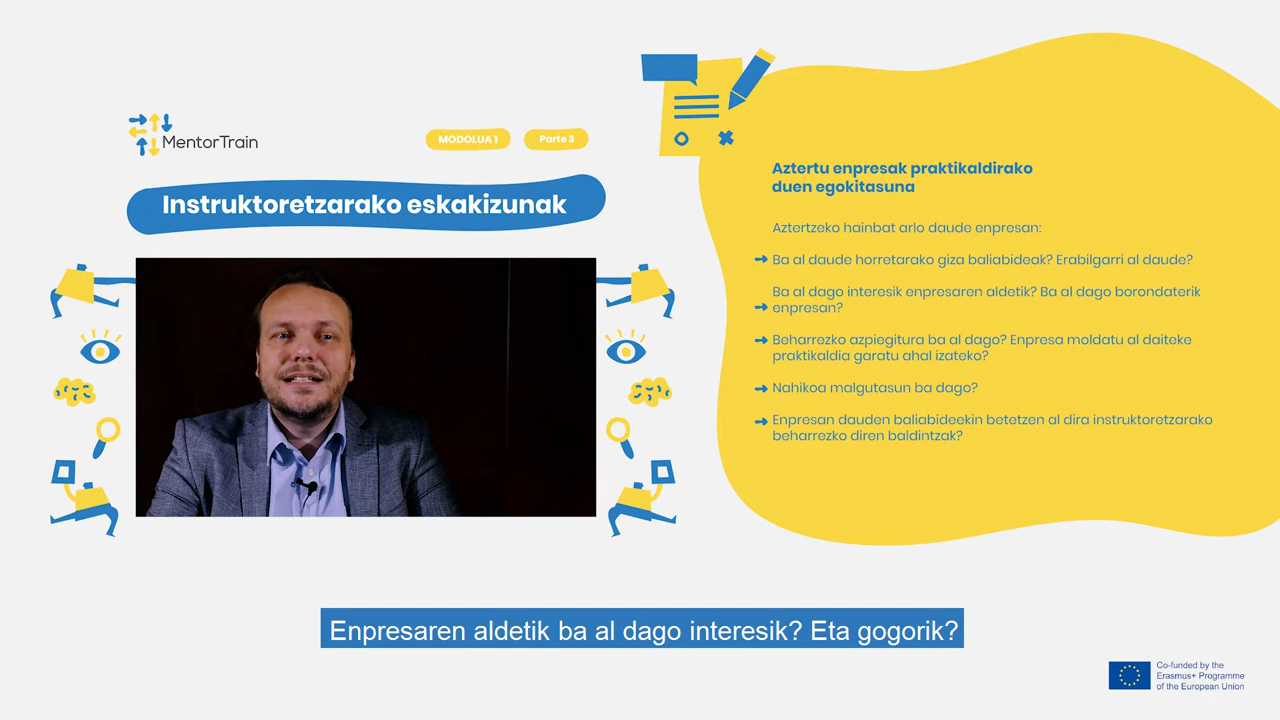 MentorTrain
MODOLUA 1
Parte 3
Instruktoretzarako eskakizunak
Aztertu enpresak praktikaldirako
duen egokitasuna
Aztertzeko hainbat arlo daude enpresan:
Ba al daude horretarako giza baliabideak? Erabilgarri al daude?
Ba al dago interesik enpresaren aldetik? Ba al dago borondaterik
enpresan?
Beharrezko azpiegitura ba al dago? Enpresa moldatu al daiteke
praktikaldia garatu ahal izateko?
Nahikoa malgutasun ba dago?
Enpresan dauden baliabideekin betetzen al dira instruktoretzarako
beharrezko diren baldintzak?
Enpresaren aldetik ba al dago interesik? Eta gogorik?
Co-funded by the
Erasmus+ Programme
of the European Union